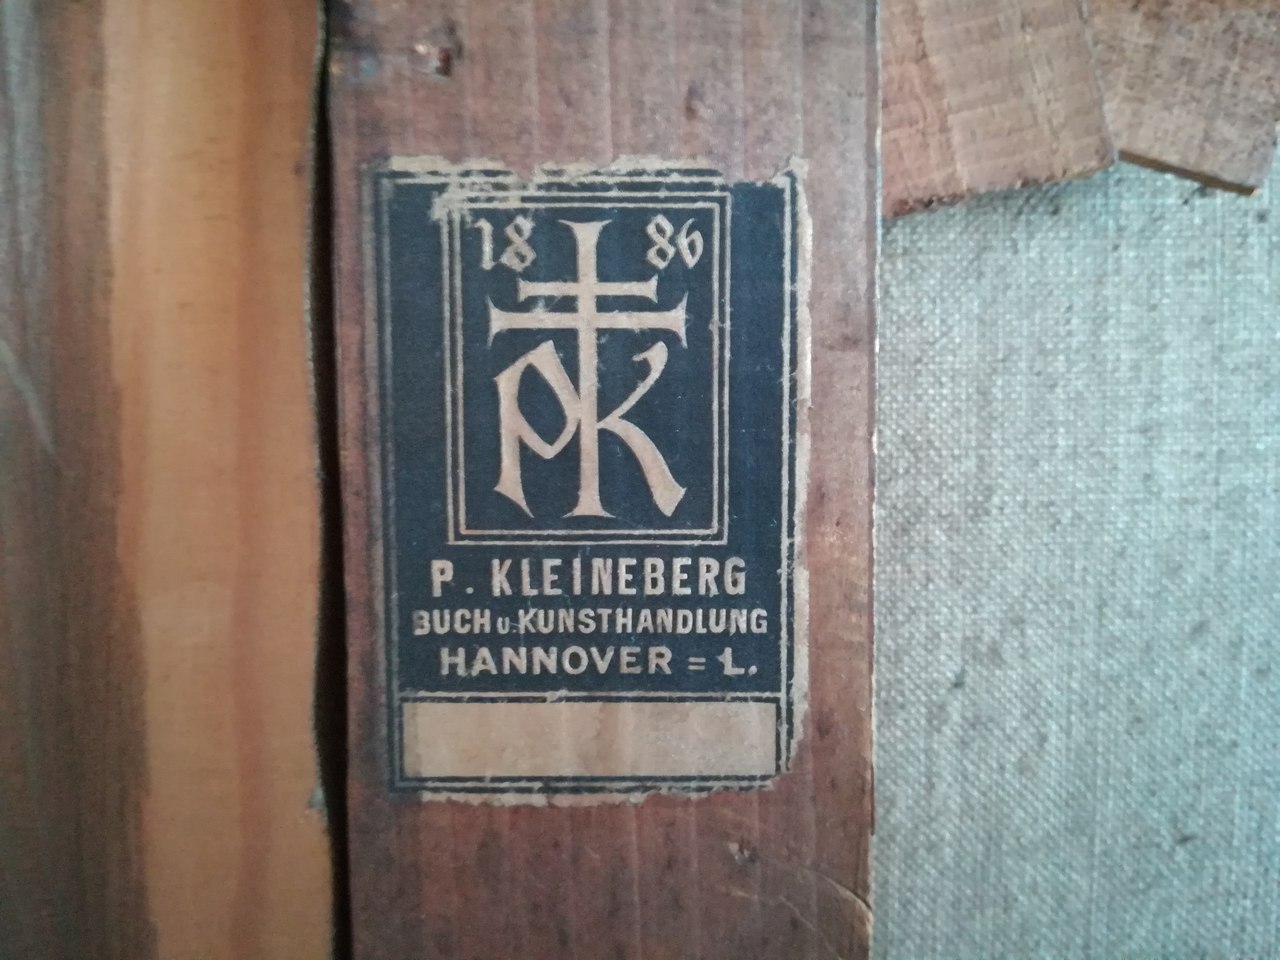 18 86
PK
P. KLEINEBERG
BUCH u. KUNSTHANDLUNG
HANNOVER = L.